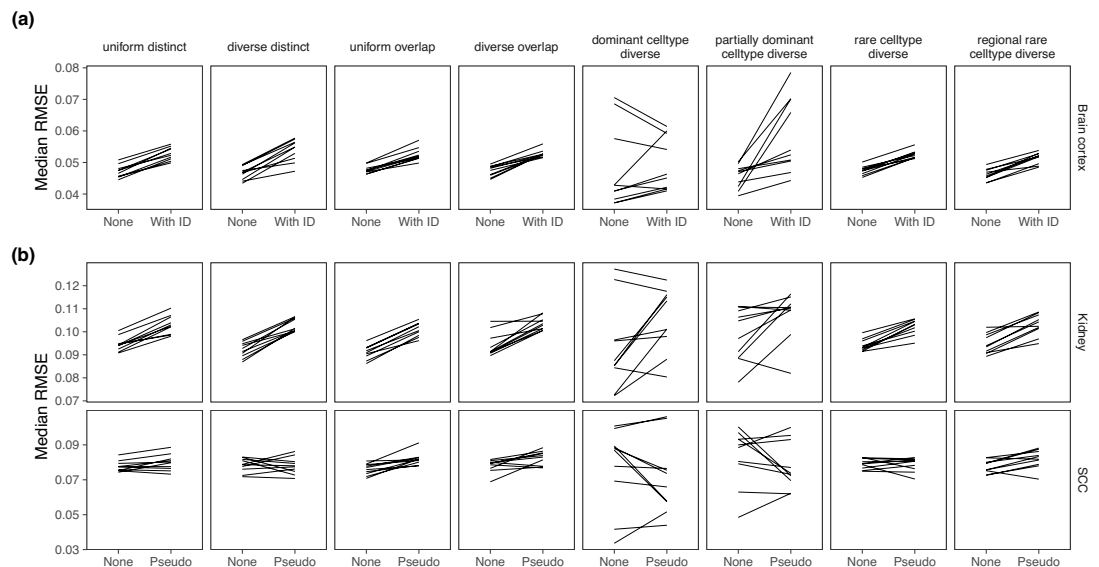 (a)
uniform distinct
diverse distinct
uniform overlap
diverse overlap
dominant celltype
diverse
partially dominant
celltype diverse
rare celltype
diverse
regional rare
celltype diverse
Median RMSE
0.08
0.07
0.06
0.05
0.04
Brain cortex
None With ID None With ID None With ID None With ID None With ID None With ID None With ID None With ID
(b)
Median RMSE
0.12
0.11
0.10
0.09
0.08
0.07
Kidney
Median RMSE
0.09
0.07
0.05
0.03
SCC
None Pseudo None Pseudo None Pseudo None Pseudo None Pseudo None Pseudo None Pseudo None Pseudo